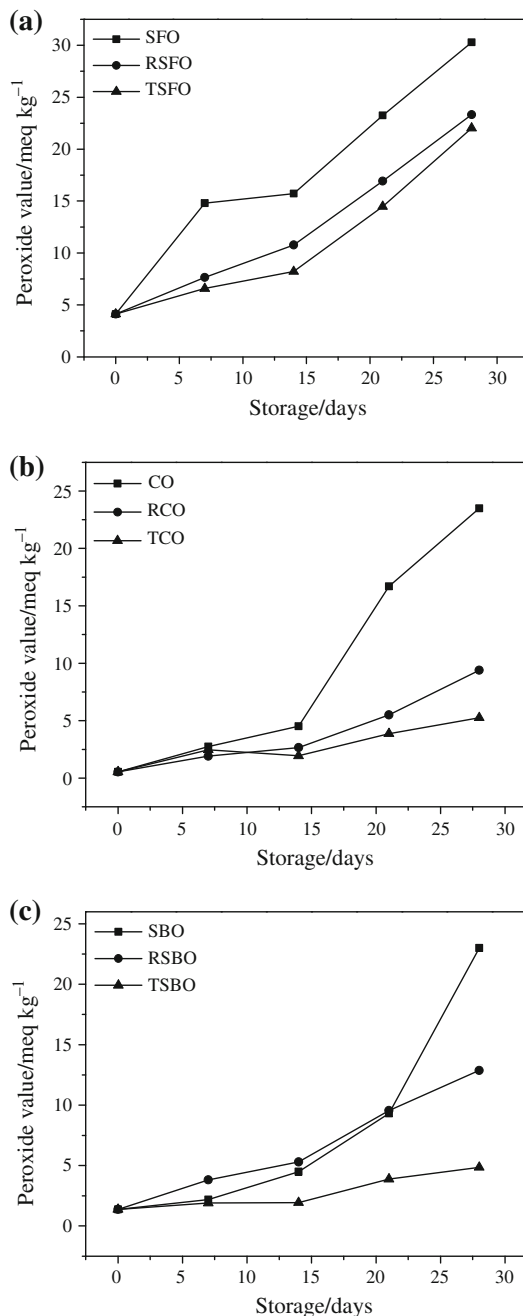 (a)
SFO
RSFO
TSFO
30
25
20
15
10
5
0
Peroxide value/meq kg⁻¹
0 5 10 15 20 25 30
Storage/days
(b)
CO
RCO
TCO
25
20
15
10
5
0
Peroxide value/meq kg⁻¹
0 5 10 15 20 25 30
Storage/days
(c)
SBO
RSBO
TSBO
25
20
15
10
5
0
Peroxide value/meq kg⁻¹
0 5 10 15 20 25 30
Storage/days